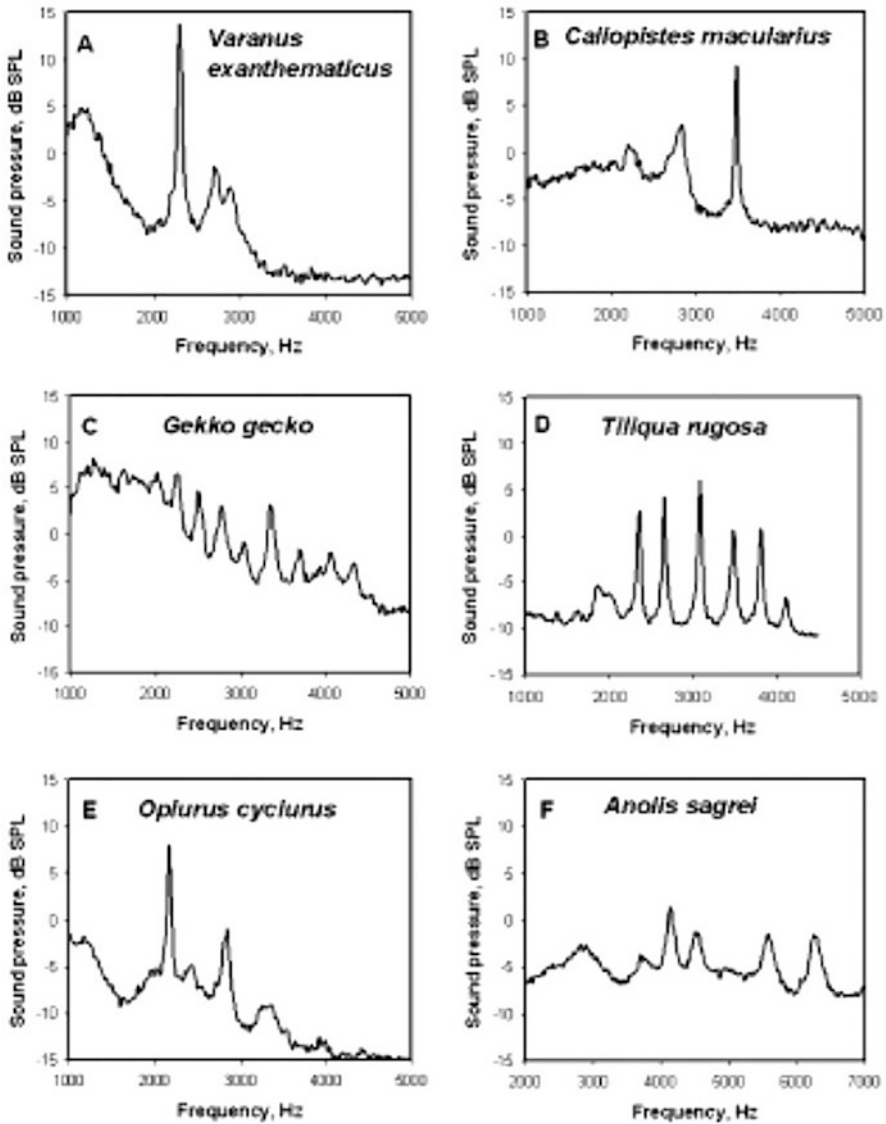 A Varanus
exanthematicus
15
10
5
0
-5
-10
-15
Sound pressure, dB SPL
1000 2000 3000 4000 5000
Frequency, Hz
B Callopistes macularius
15
10
5
0
-5
-10
-15
Sound pressure, dB SPL
1000 2000 3000 4000 5000
Frequency, Hz
C Gekko gecko
15
10
5
0
-5
-10
-15
Sound pressure, dB SPL
1000 2000 3000 4000 5000
Frequency, Hz
D Tiliqua rugosa
15
10
5
0
-5
-10
-15
Sound pressure, dB SPL
1000 2000 3000 4000 5000
Frequency, Hz
E Oplurus cyclurus
15
10
5
0
-5
-10
-15
Sound pressure, dB SPL
1000 2000 3000 4000 5000
Frequency, Hz
F Anolis sagrei
15
10
5
0
-5
-10
-15
Sound pressure, dB SPL
2000 3000 4000 5000 6000 7000
Frequency, Hz